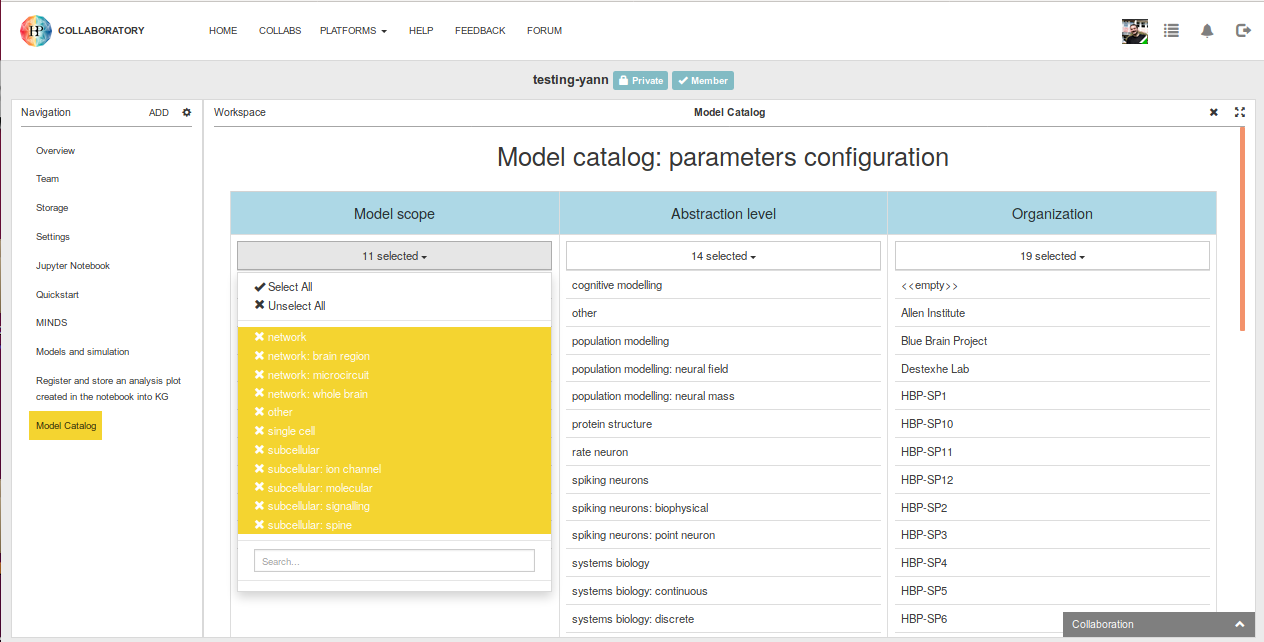 HP COLLABORATORY
HOME COLLABS PLATFORMS HELP FEEDBACK FORUM
testing-yann Private Member
Navigation ADD
Overview
Team
Storage
Settings
Jupyter Notebook
Quickstart
MINDS
Models and simulation
Register and store an analysis plot
created in the notebook into KG
Model Catalog
Workspace Model Catalog
Model catalog: parameters configuration
Model scope
11 selected
Select All
Unselect All
network
network: brain region
network: microcircuit
network: whole brain
other
single cell
subcellular
subcellular: ion channel
subcellular: molecular
subcellular: signalling
subcellular: spine
Search...
Abstraction level
14 selected
cognitive modelling
other
population modelling
population modelling: neural field
population modelling: neural mass
protein structure
rate neuron
spiking neurons
spiking neurons: biophysical
spiking neurons: point neuron
systems biology
systems biology: continuous
systems biology: discrete
Organization
19 selected
<<empty>>
Allen Institute
Blue Brain Project
Destexhe Lab
HBP-SP1
HBP-SP10
HBP-SP11
HBP-SP12
HBP-SP2
HBP-SP3
HBP-SP4
HBP-SP5
HBP-SP6
Collaboration